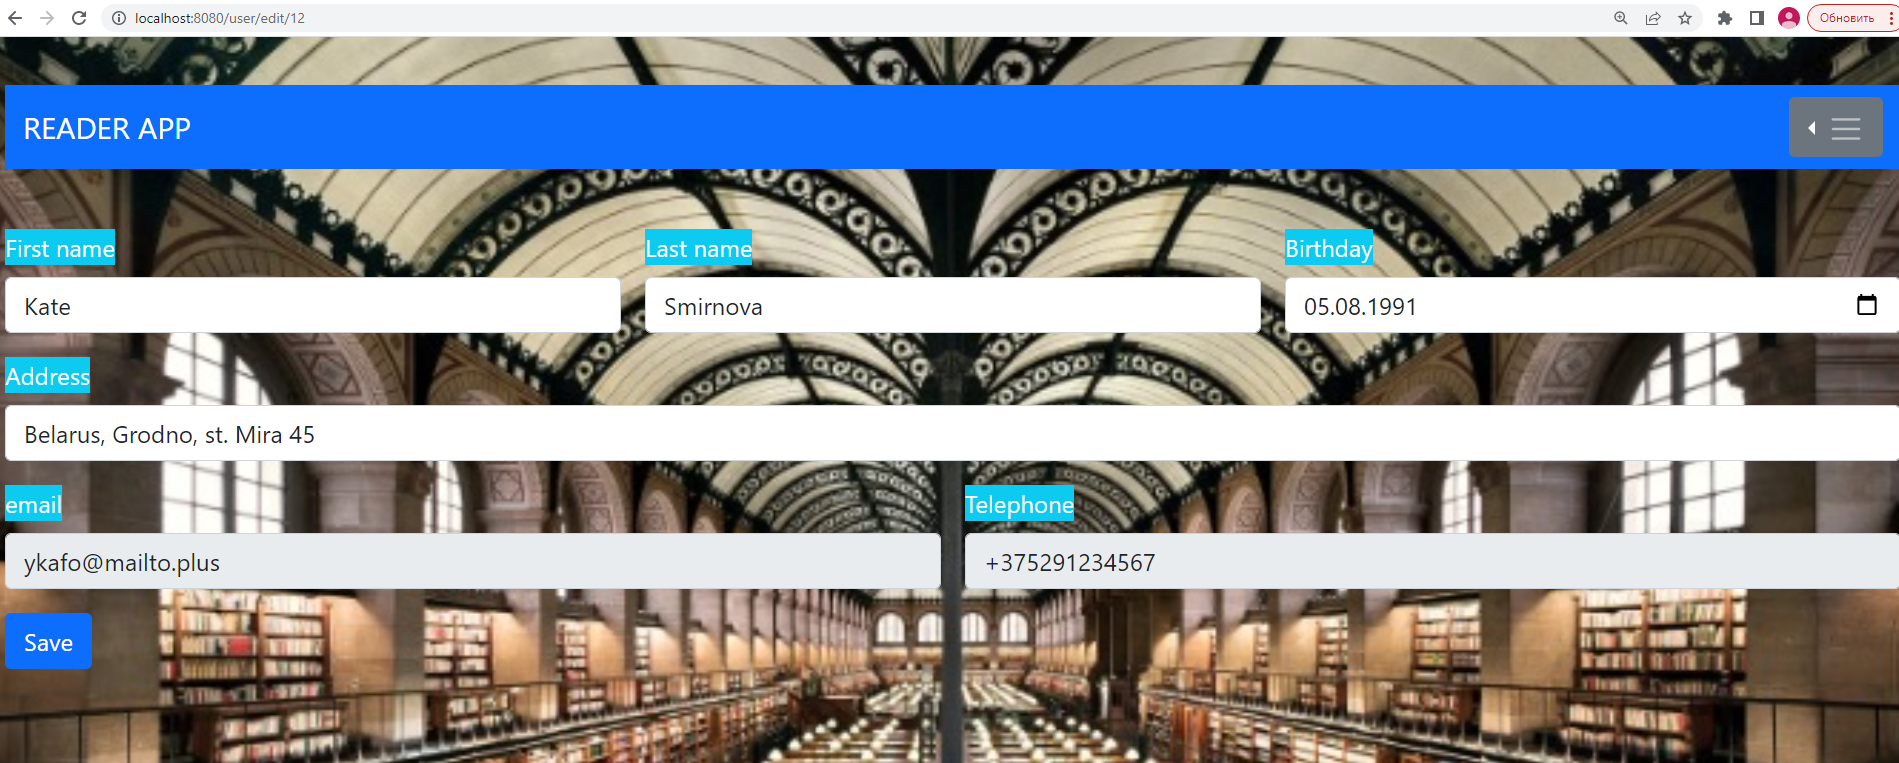 localhost:8080/user/edit/12
Обновить
READER APP
First name
Last name
Birthday
Kate
Smirnova
05.08.1991
Address
Belarus, Grodno, st. Mira 45
email
Telephone
ykafo@mailto.plus
+375291234567
Save